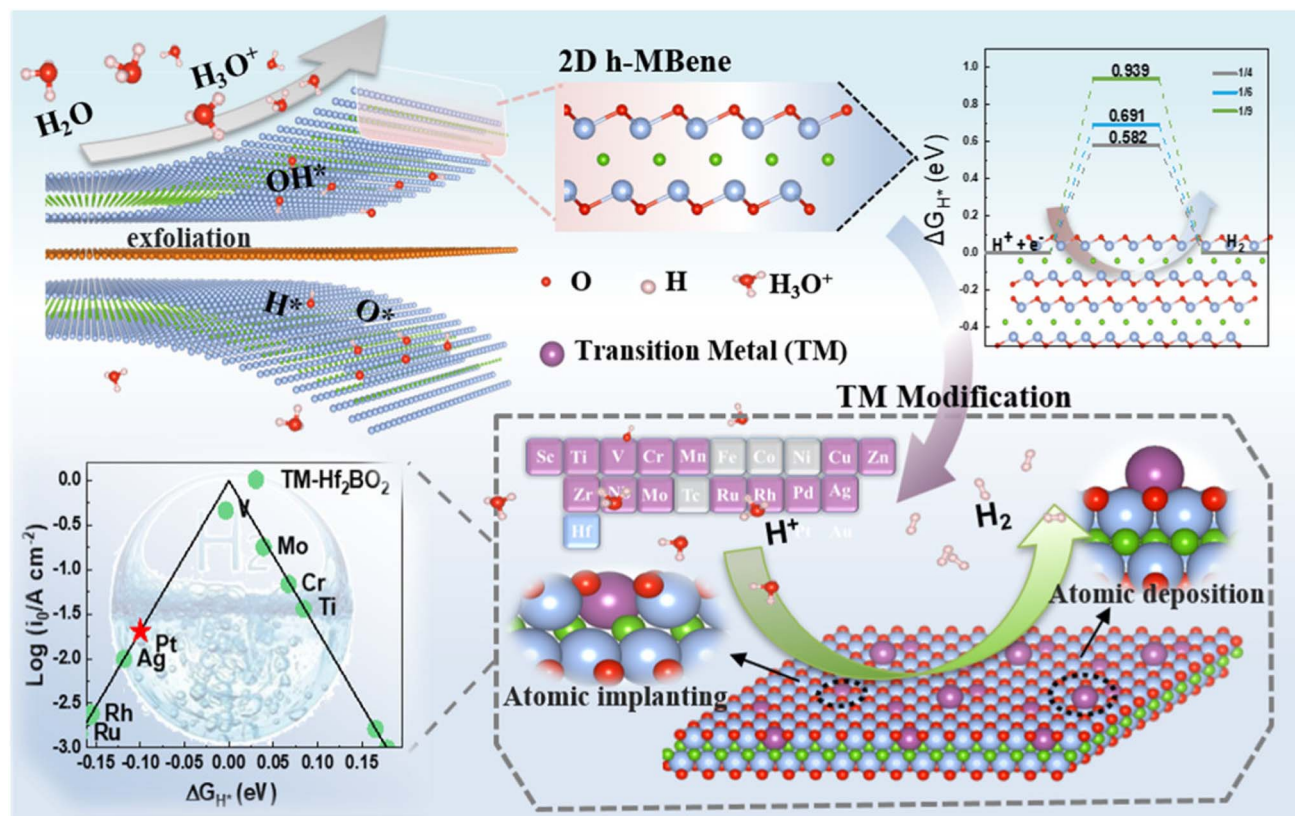 H₂O
H₃O⁺
OH*
exfoliation
H*
O*
2D h-MBene
O
H
H₃O⁺
Transition Metal (TM)
ΔG_H* (eV)
1.0
0.8
0.6
0.4
0.2
0.0
-0.2
-0.4
0.939
0.691
0.582
1/4
1/6
1/9
H⁺ + e⁻
H₂
TM Modification
Sc Ti V Cr Mn Fe Co Ni Cu Zn
Zr Mo Tc Ru Rh Pd Ag
Hf Pt Au
H⁺
H₂
Atomic implanting
Atomic deposition
Log (i₀/A cm⁻²)
0.0
-0.5
-1.0
-1.5
-2.0
-2.5
-3.0
TM-Hf₂BO₂
V
H₂
Mo
Cr
Ti
Pt
Ag
Rh
Ru
-0.15 -0.10 -0.05 0.00 0.05 0.10 0.15
ΔG_H* (eV)